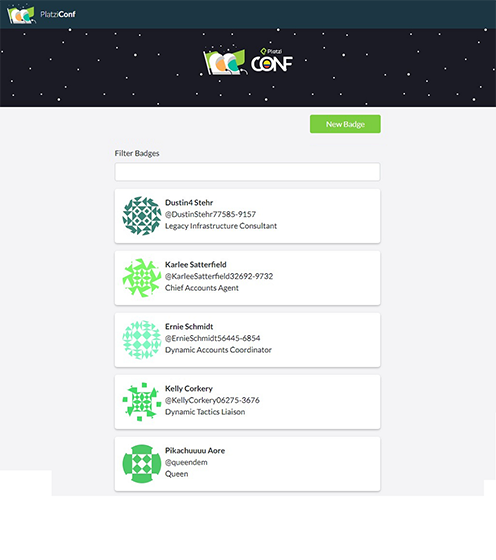 PlatziConf
Platzi
CONF
New Badge
Filter Badges
Dustin4 Stehr
@DustinStehr77585-9157
Legacy Infrastructure Consultant
Karlee Satterfield
@KarleeSatterfield32692-9732
Chief Accounts Agent
Ernie Schmidt
@ErnieSchmidt56445-6854
Dynamic Accounts Coordinator
Kelly Corkery
@KellyCorkery06275-3676
Dynamic Tactics Liaison
Pikachuuuu Aore
@queendem
Queen